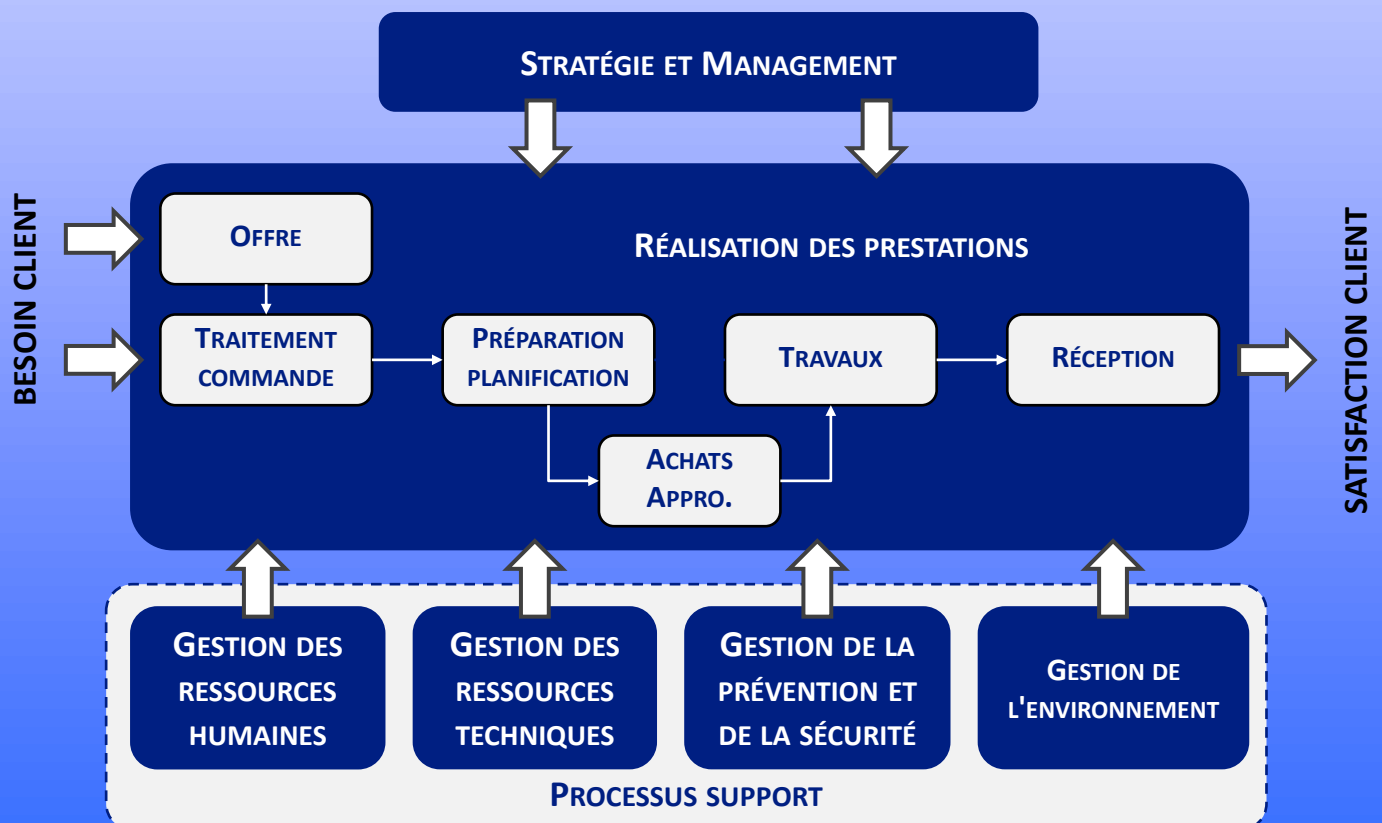 Stratégie et Management
BESOIN CLIENT
Offre
Réalisation des prestations
Traitement
commande
Préparation
planification
Travaux
Réception
Achats
Appro.
SATISFACTION CLIENT
Gestion des
ressources
humaines
Gestion des
ressources
techniques
Gestion de la
prévention et
de la sécurité
Gestion de
l'environnement
Processus support